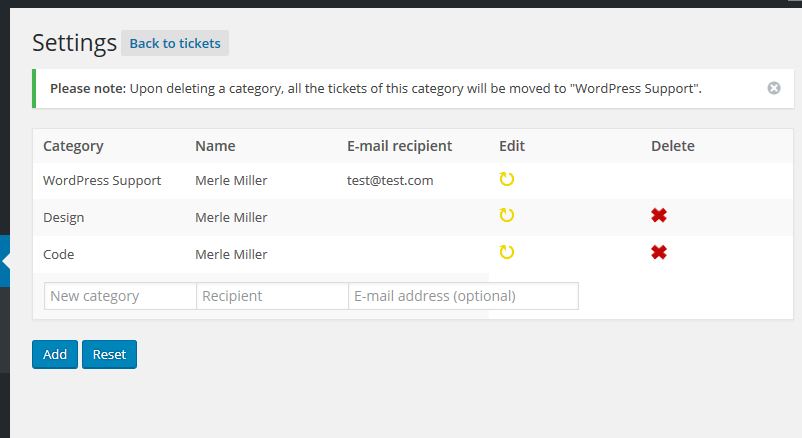 Settings Back to tickets
Please note: Upon deleting a category, all the tickets of this category will be moved to "WordPress Support".
Category Name E-mail recipient Edit Delete
WordPress Support Merle Miller test@test.com
Design Merle Miller
Code Merle Miller
New category Recipient E-mail address (optional)
Add Reset